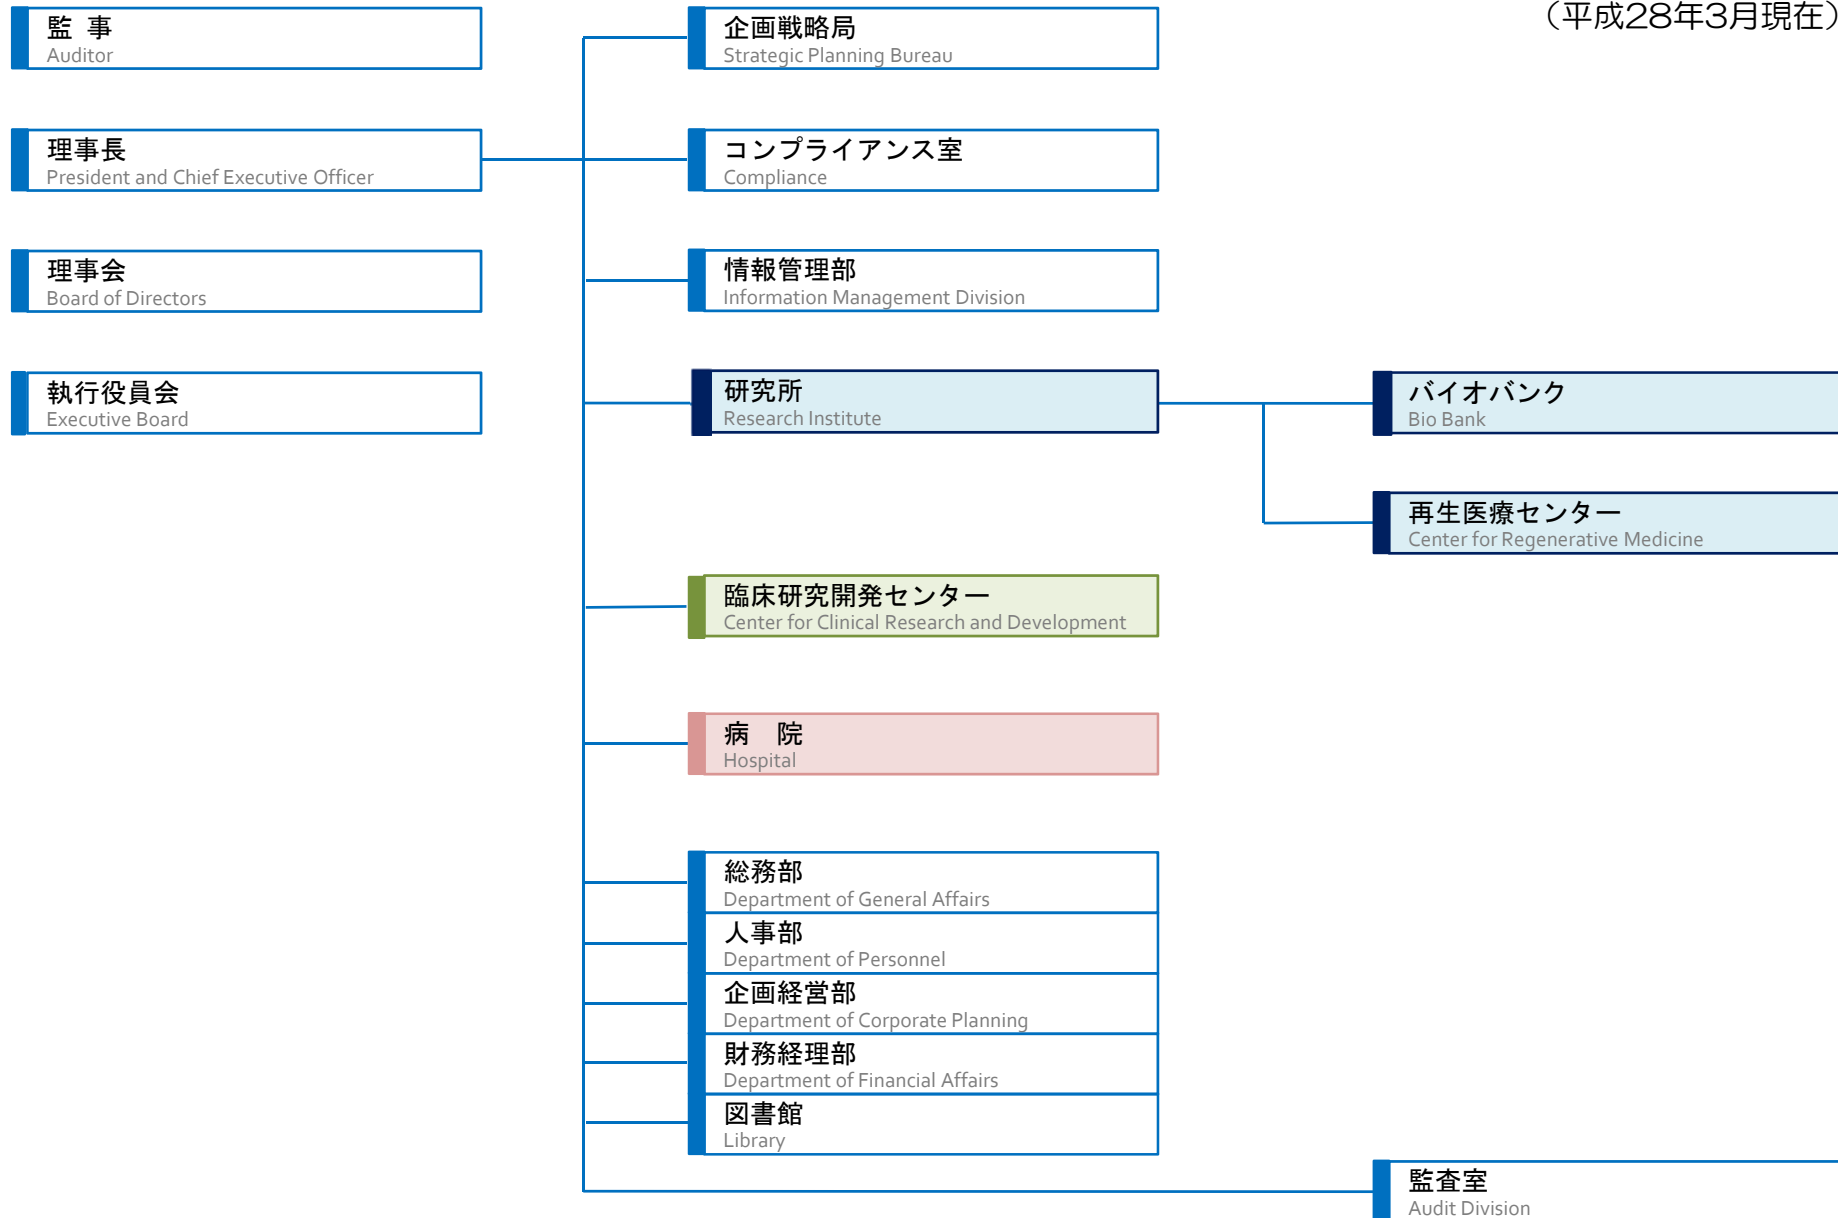 （平成28年3月現在）
監 事
Auditor
理事長
President and Chief Executive Officer
理事会
Board of Directors
執行役員会
Executive Board
企画戦略局
Strategic Planning Bureau
コンプライアンス室
Compliance
情報管理部
Information Management Division
研究所
Research Institute
バイオバンク
Bio Bank
再生医療センター
Center for Regenerative Medicine
臨床研究開発センター
Center for Clinical Research and Development
病　院
Hospital
総務部
Department of General Affairs
人事部
Department of Personnel
企画経営部
Department of Corporate Planning
財務経理部
Department of Financial Affairs
図書館
Library
監査室
Audit Division